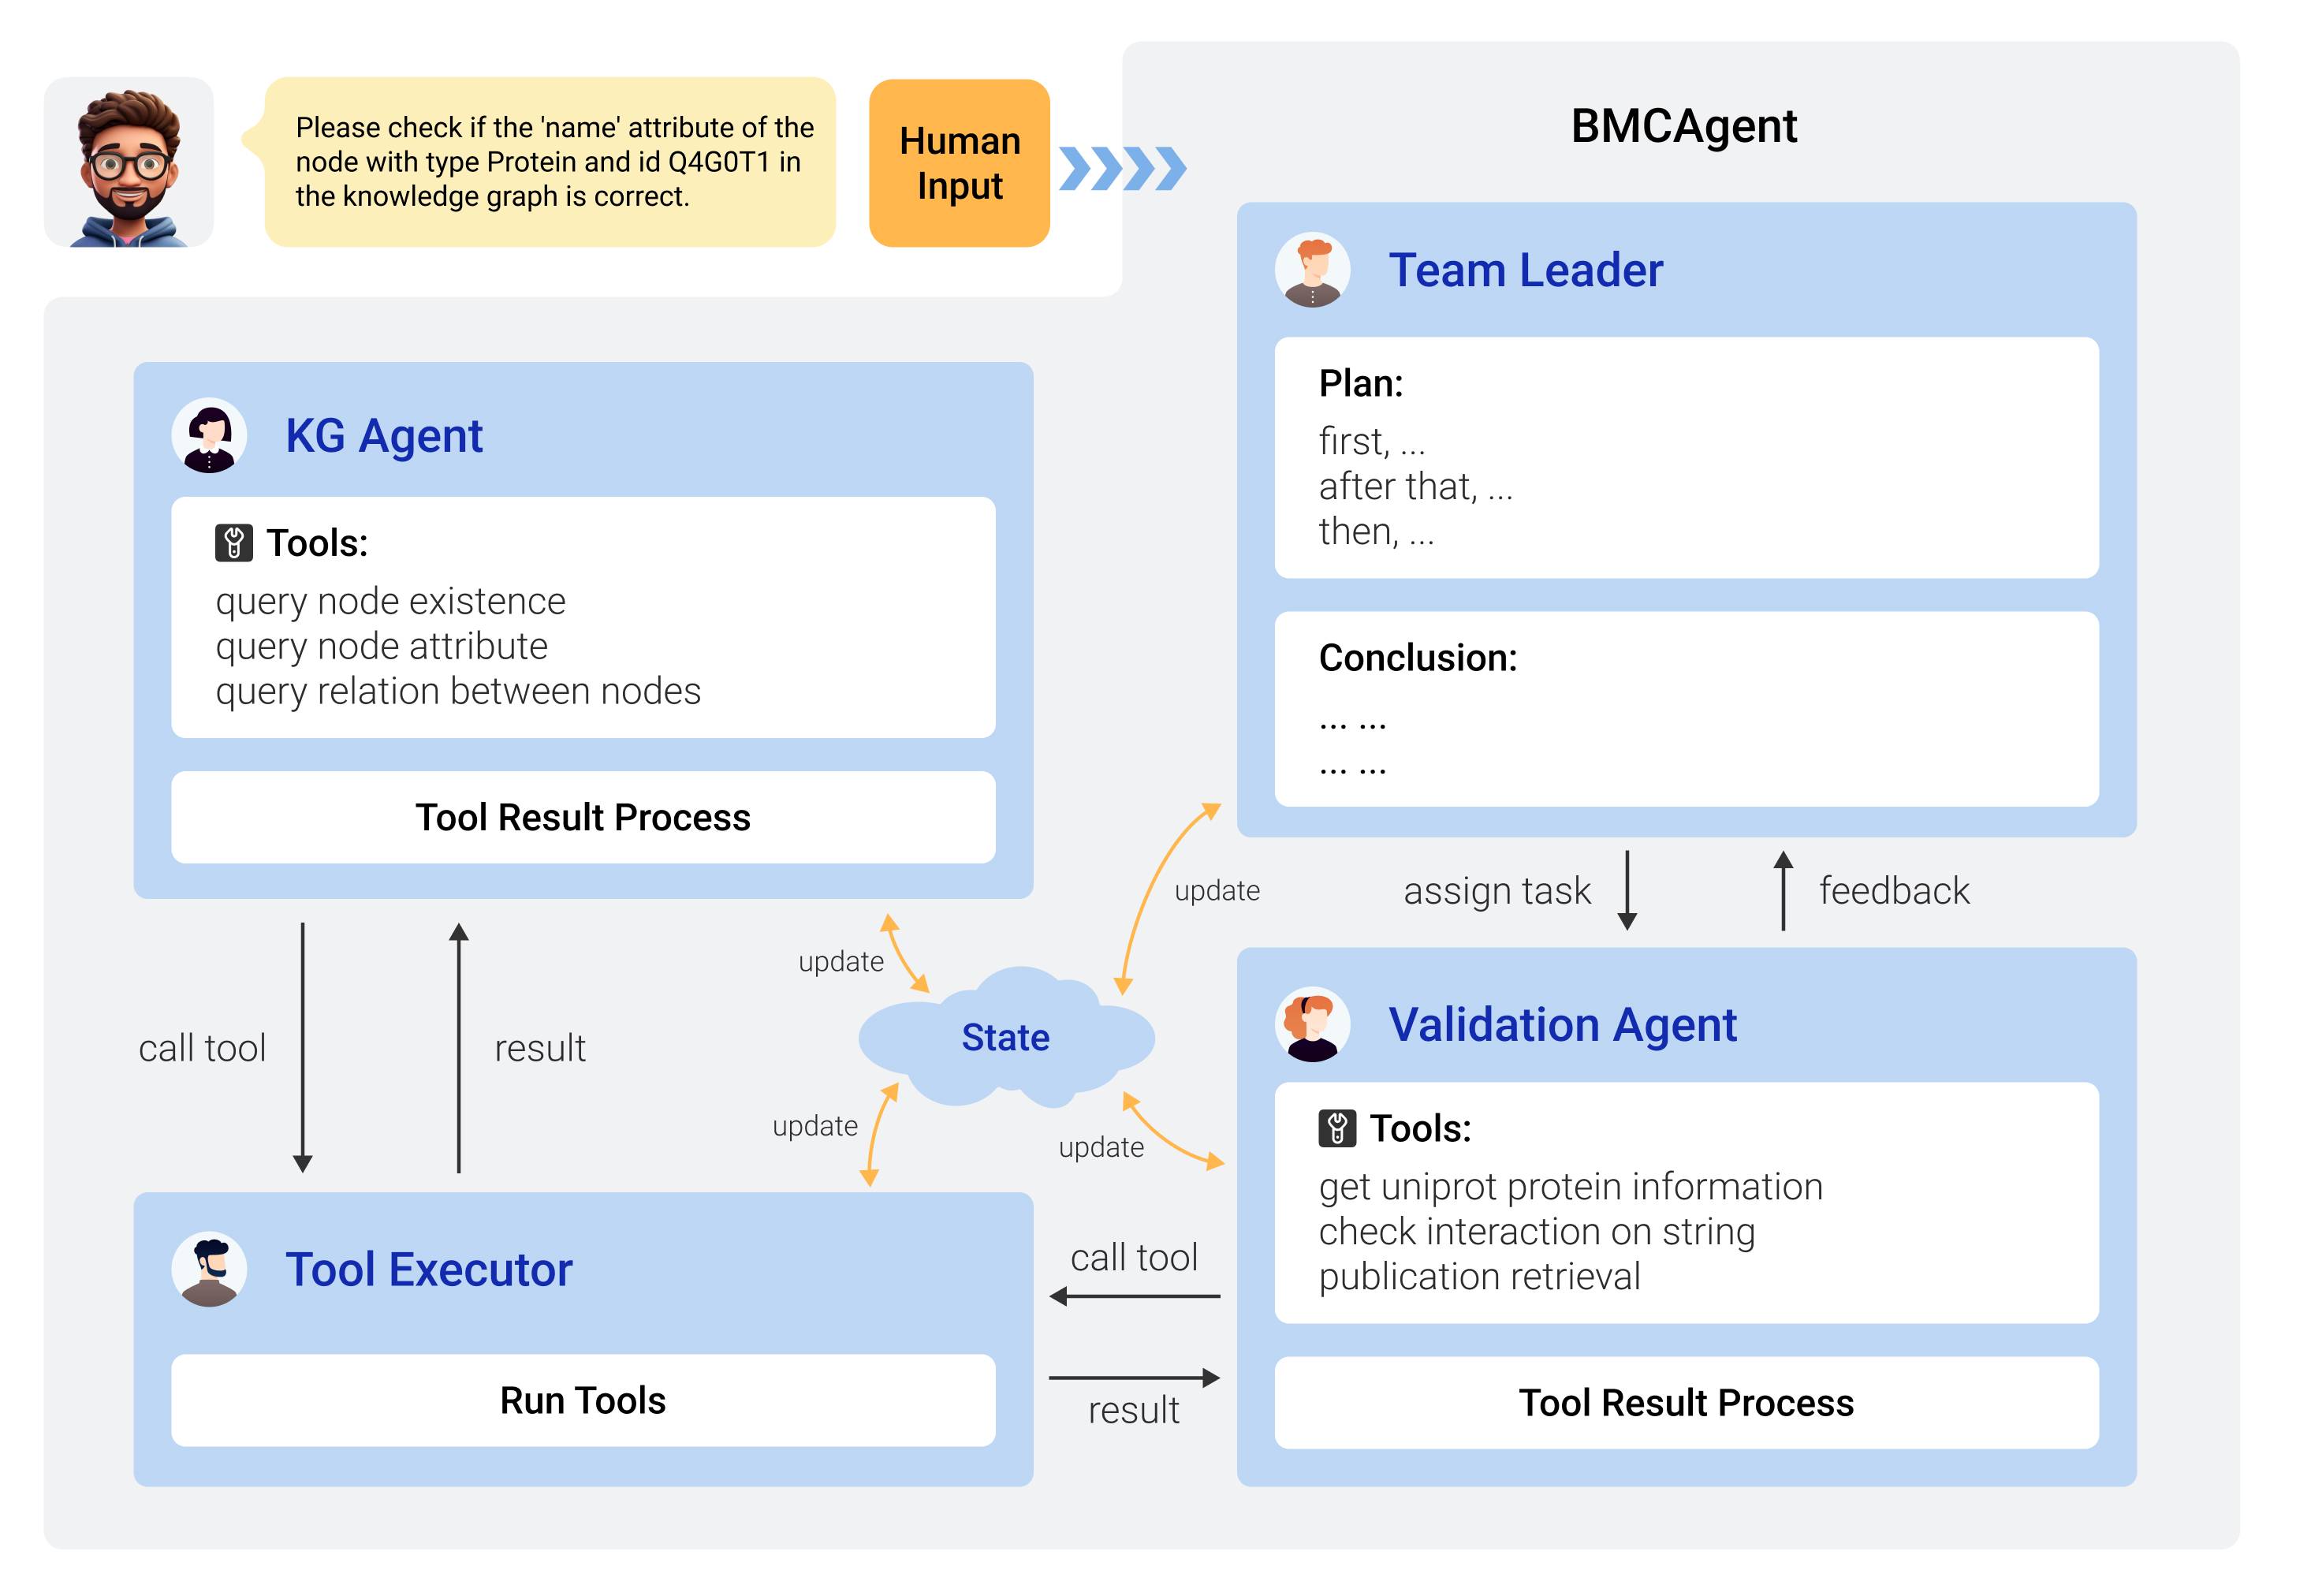 Please check if the 'name' attribute of the
node with type Protein and id Q4G0T1 in
the knowledge graph is correct.
Human
Input
BMCAgent
Team Leader
Plan:
first, ...
after that, ...
then, ...
Conclusion:
... ...
... ...
KG Agent
Tools:
query node existence
query node attribute
query relation between nodes
Tool Result Process
update
assign task
feedback
update
call tool
result
State
update
update
Validation Agent
Tools:
get uniprot protein information
check interaction on string
publication retrieval
Tool Result Process
Tool Executor
Run Tools
call tool
result